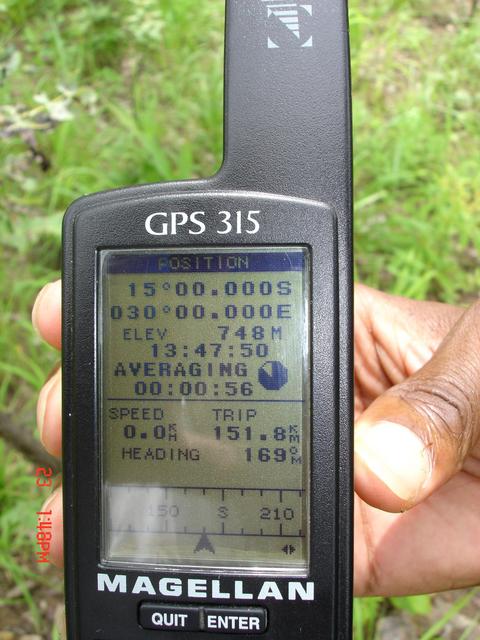 GPS 315
POSITION
15°00.000S
030°00.000E
ELEV 748M
13:47:50
AVERAGING
00:00:56
SPEED TRIP
0.0KH 151.8KM
HEADING 169°M
150 S 210
MAGELLAN
QUIT ENTER
23 1:48PM